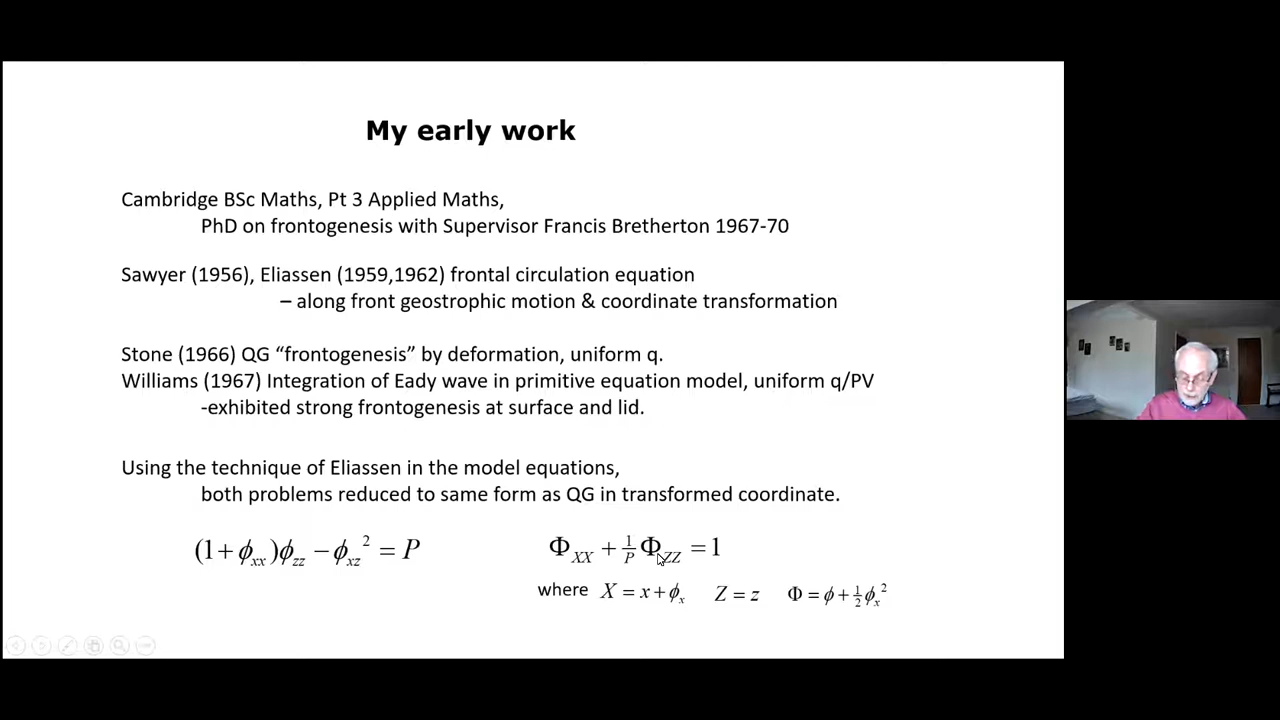 My early work
Cambridge BSc Maths, Pt 3 Applied Maths,
PhD on frontogenesis with Supervisor Francis Bretherton 1967-70
Sawyer (1956), Eliassen (1959,1962) frontal circulation equation
– along front geostrophic motion & coordinate transformation
Stone (1966) QG “frontogenesis” by deformation, uniform q.
Williams (1967) Integration of Eady wave in primitive equation model, uniform q/PV
-exhibited strong frontogenesis at surface and lid.
Using the technique of Eliassen in the model equations,
both problems reduced to same form as QG in transformed coordinate.
(1+ϕ_xx)ϕ_zz − ϕ_xz² = P
Φ_XX + 1/P Φ_ZZ = 1
where X = x + ϕ_x Z = z Φ = ϕ + ½ϕ_x²